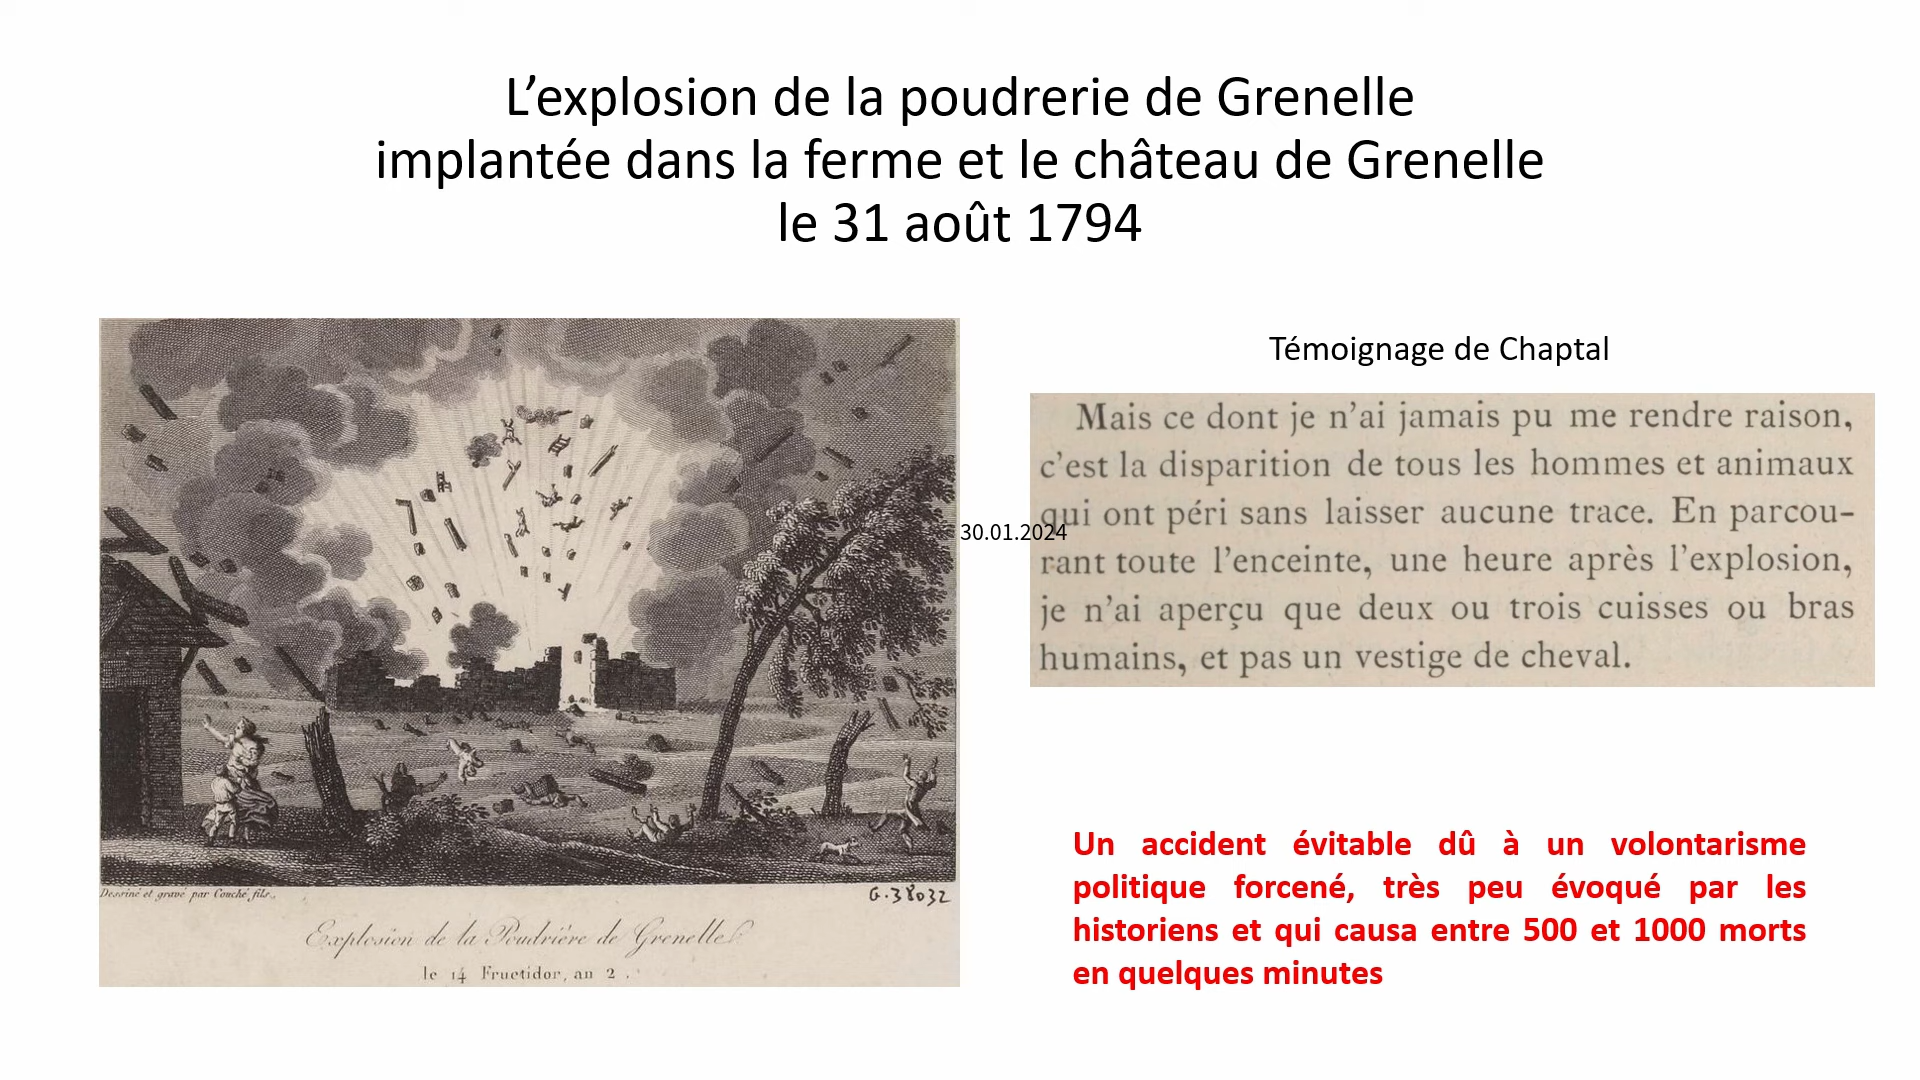 L’explosion de la poudrerie de Grenelle
implantée dans la ferme et le château de Grenelle
le 31 août 1794
Dessiné et gravé par Couché fils.
G.38032
Explosion de la Poudrière de Grenelle
le 14 Fructidor, an 2.
30.01.2024
Témoignage de Chaptal
Mais ce dont je n’ai jamais pu me rendre raison,
c’est la disparition de tous les hommes et animaux
qui ont péri sans laisser aucune trace. En parcou-
rant toute l’enceinte, une heure après l’explosion,
je n’ai aperçu que deux ou trois cuisses ou bras
humains, et pas un vestige de cheval.
Un accident évitable dû à un volontarisme
politique forcené, très peu évoqué par les
historiens et qui causa entre 500 et 1000 morts
en quelques minutes